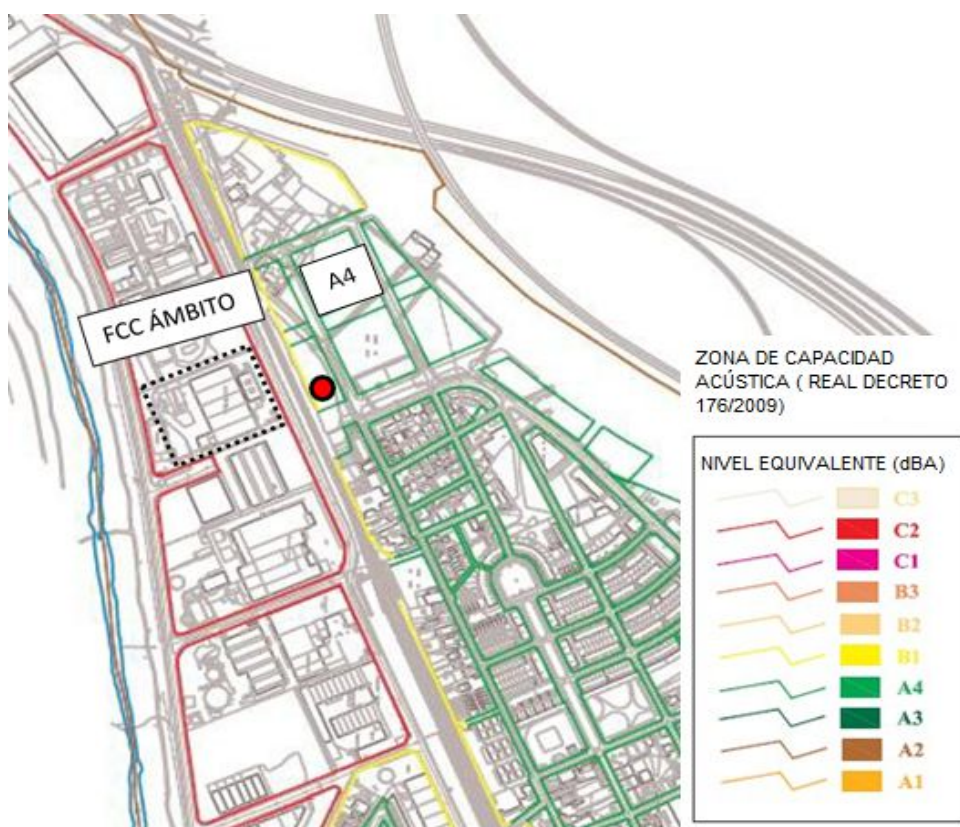 A4
FCC ÁMBITO
ZONA DE CAPACIDAD
ACÚSTICA ( REAL DECRETO
176/2009)
NIVEL EQUIVALENTE (dBA)
C3
C2
C1
B3
B2
B1
A4
A3
A2
A1